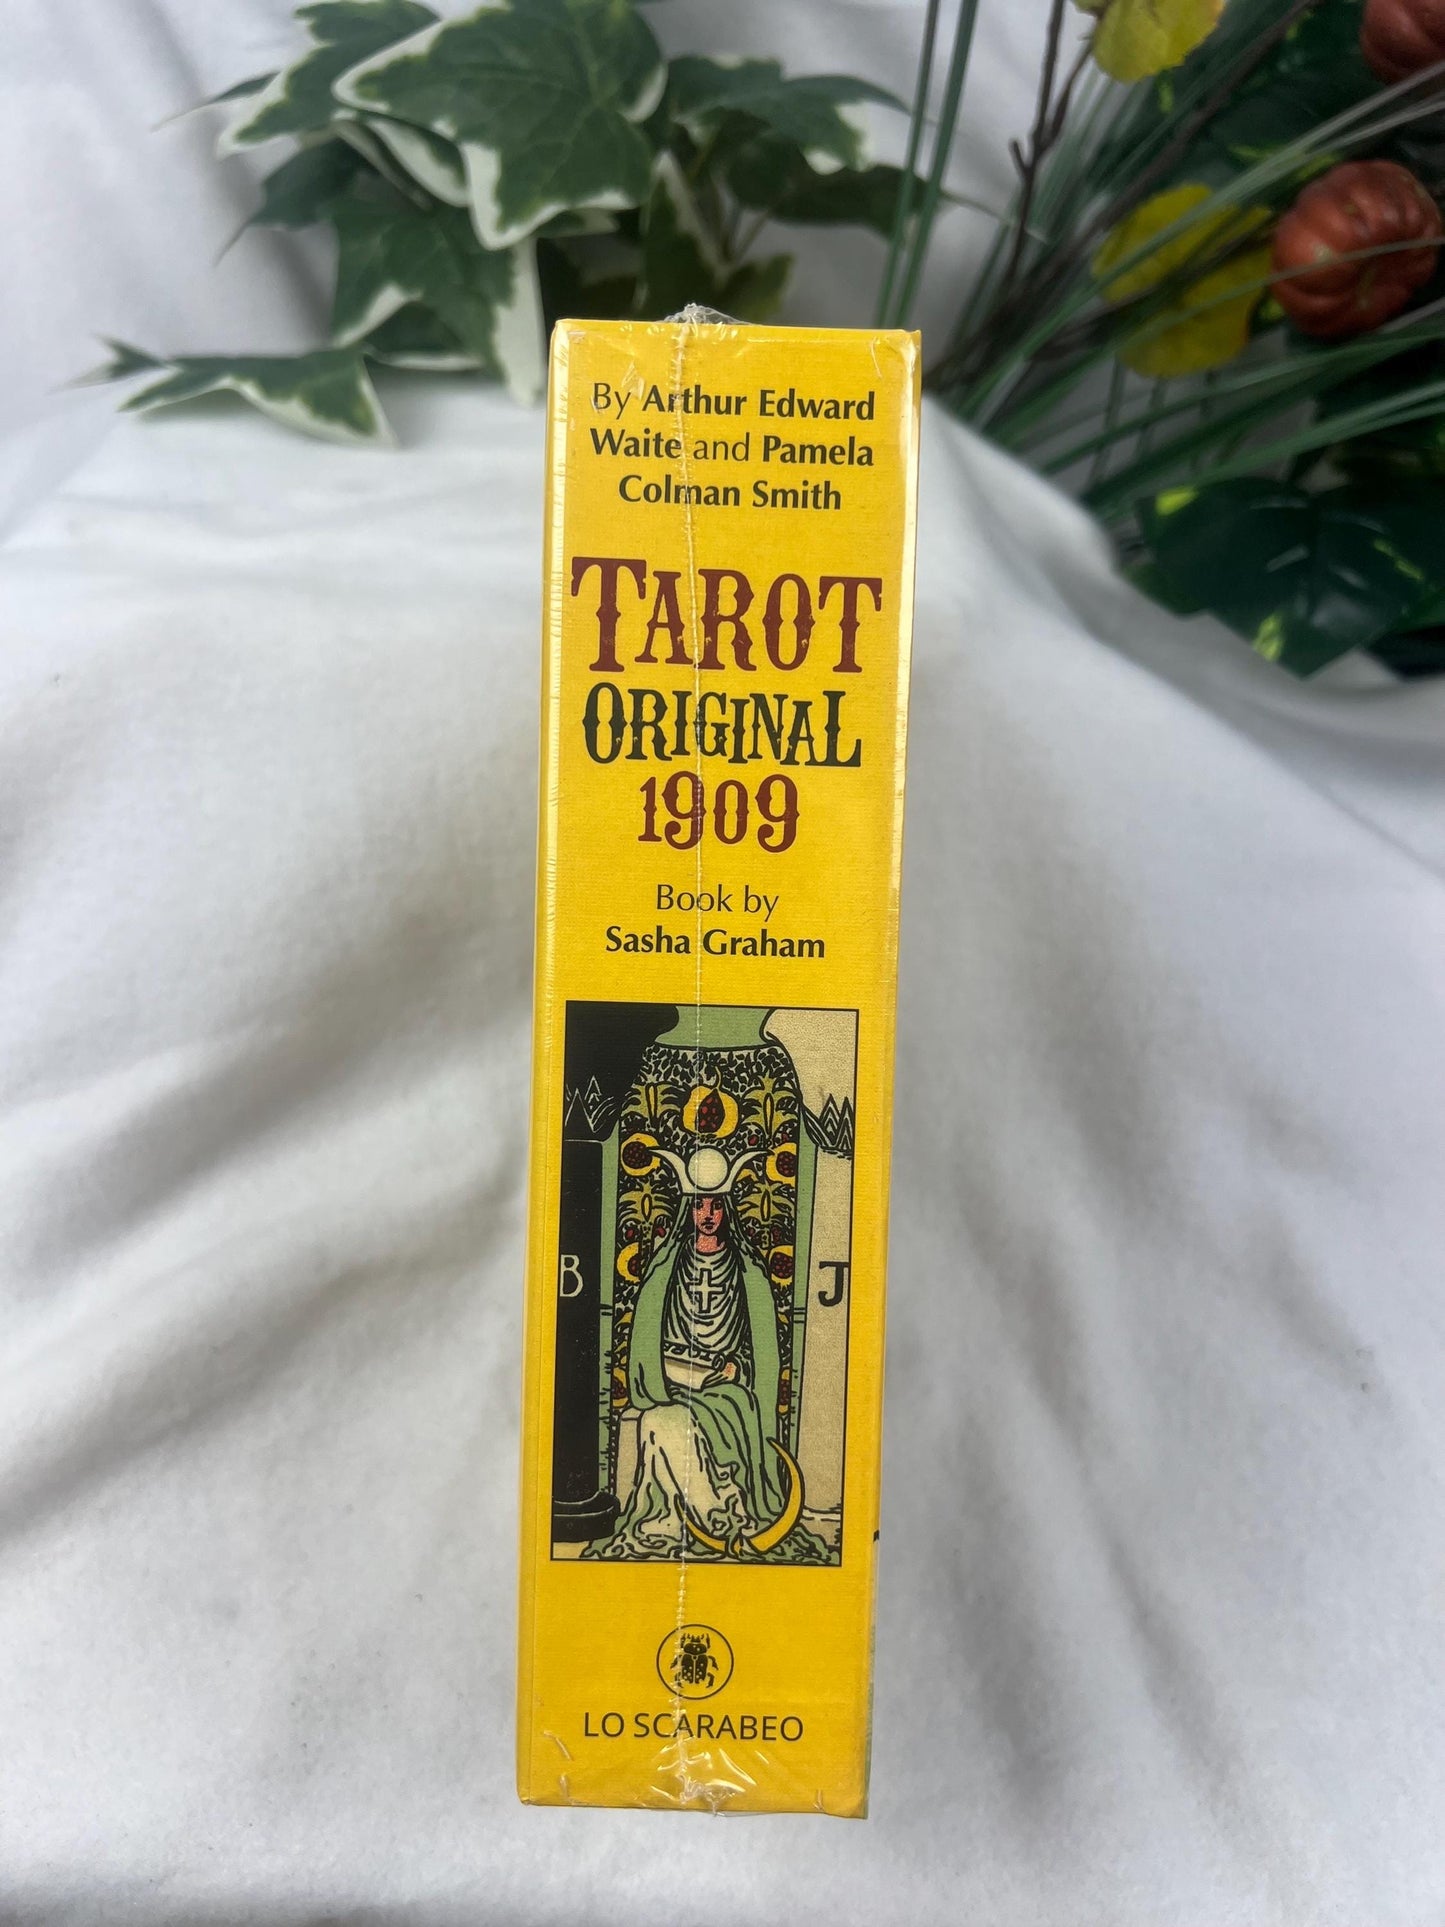 By Arthur Edward
Waite and Pamela
Colman Smith
TAROT
ORIGINAL
1909
Book by
Sasha Graham
B
J
LO SCARABEO